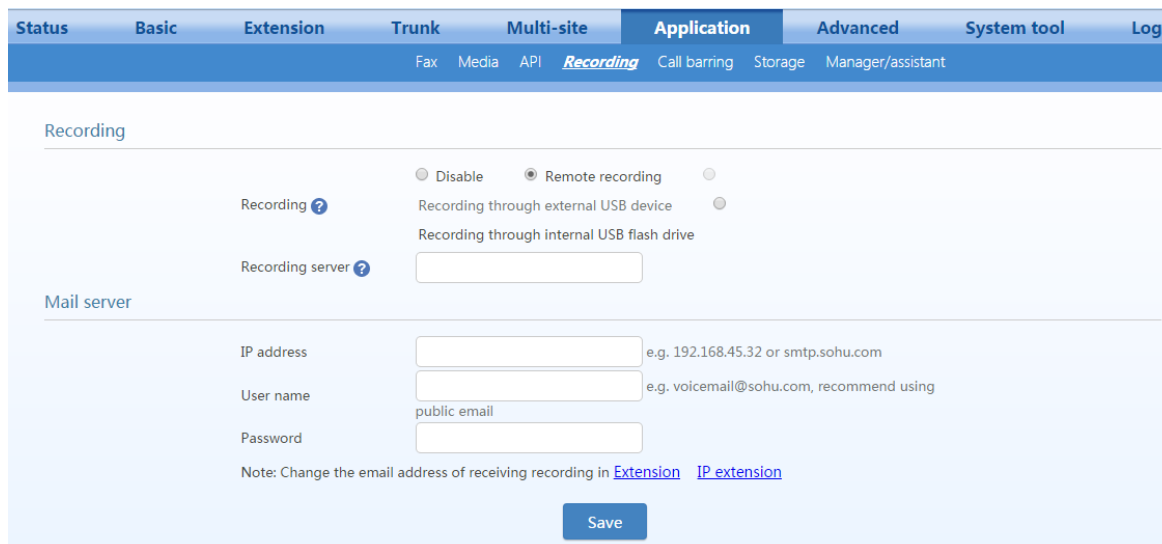 Status Basic Extension Trunk Multi-site Application Advanced System tool Log
Fax Media API Recording Call barring Storage Manager/assistant
Recording
Disable Remote recording
Recording ? Recording through external USB device
Recording through internal USB flash drive
Recording server ?
Mail server
IP address e.g. 192.168.45.32 or smtp.sohu.com
User name e.g. voicemail@sohu.com, recommend using
public email
Password
Note: Change the email address of receiving recording in Extension IP extension
Save